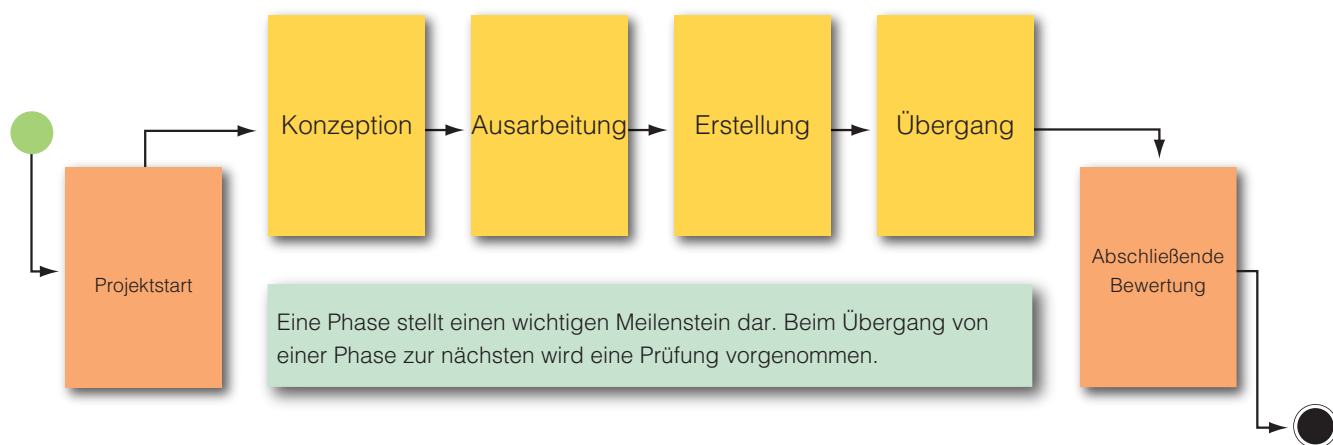 Konzeption
Ausarbeitung
Erstellung
Übergang
Projektstart
Abschließende
Bewertung
Eine Phase stellt einen wichtigen Meilenstein dar. Beim Übergang von
einer Phase zur nächsten wird eine Prüfung vorgenommen.